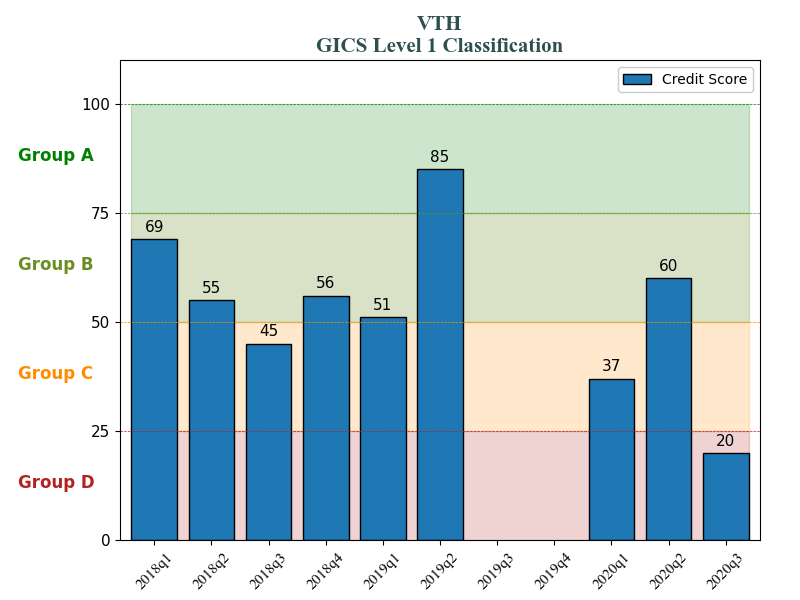 VTH
GICS Level 1 Classification
Credit Score
100
Group A
85
75
69
Group B
60
55
56
51
50
45
Group C
37
25
20
Group D
0
2018q1
2018q2
2018q3
2018q4
2019q1
2019q2
2019q3
2019q4
2020q1
2020q2
2020q3